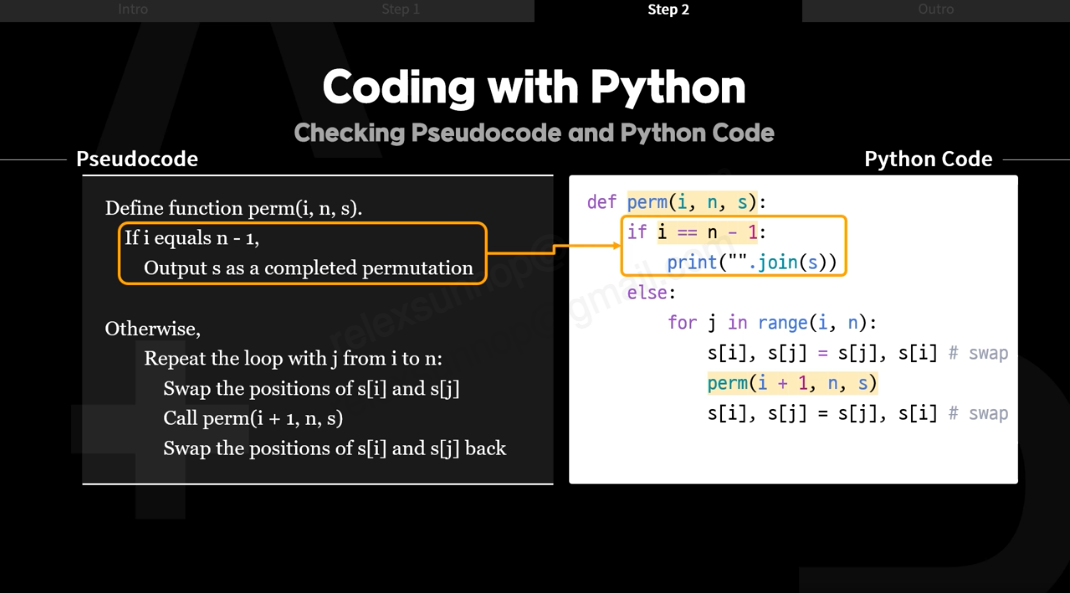 Intro
Step 1
Step 2
Outro
Coding with Python
Checking Pseudocode and Python Code
Pseudocode
Define function perm(i, n, s).
If i equals n - 1,
Output s as a completed permutation
Otherwise,
Repeat the loop with j from i to n:
Swap the positions of s[i] and s[j]
Call perm(i + 1, n, s)
Swap the positions of s[i] and s[j] back
Python Code
def perm(i, n, s):
if i == n - 1:
print("".join(s))
else:
for j in range(i, n):
s[i], s[j] = s[j], s[i] # swap
perm(i + 1, n, s)
s[i], s[j] = s[j], s[i] # swap